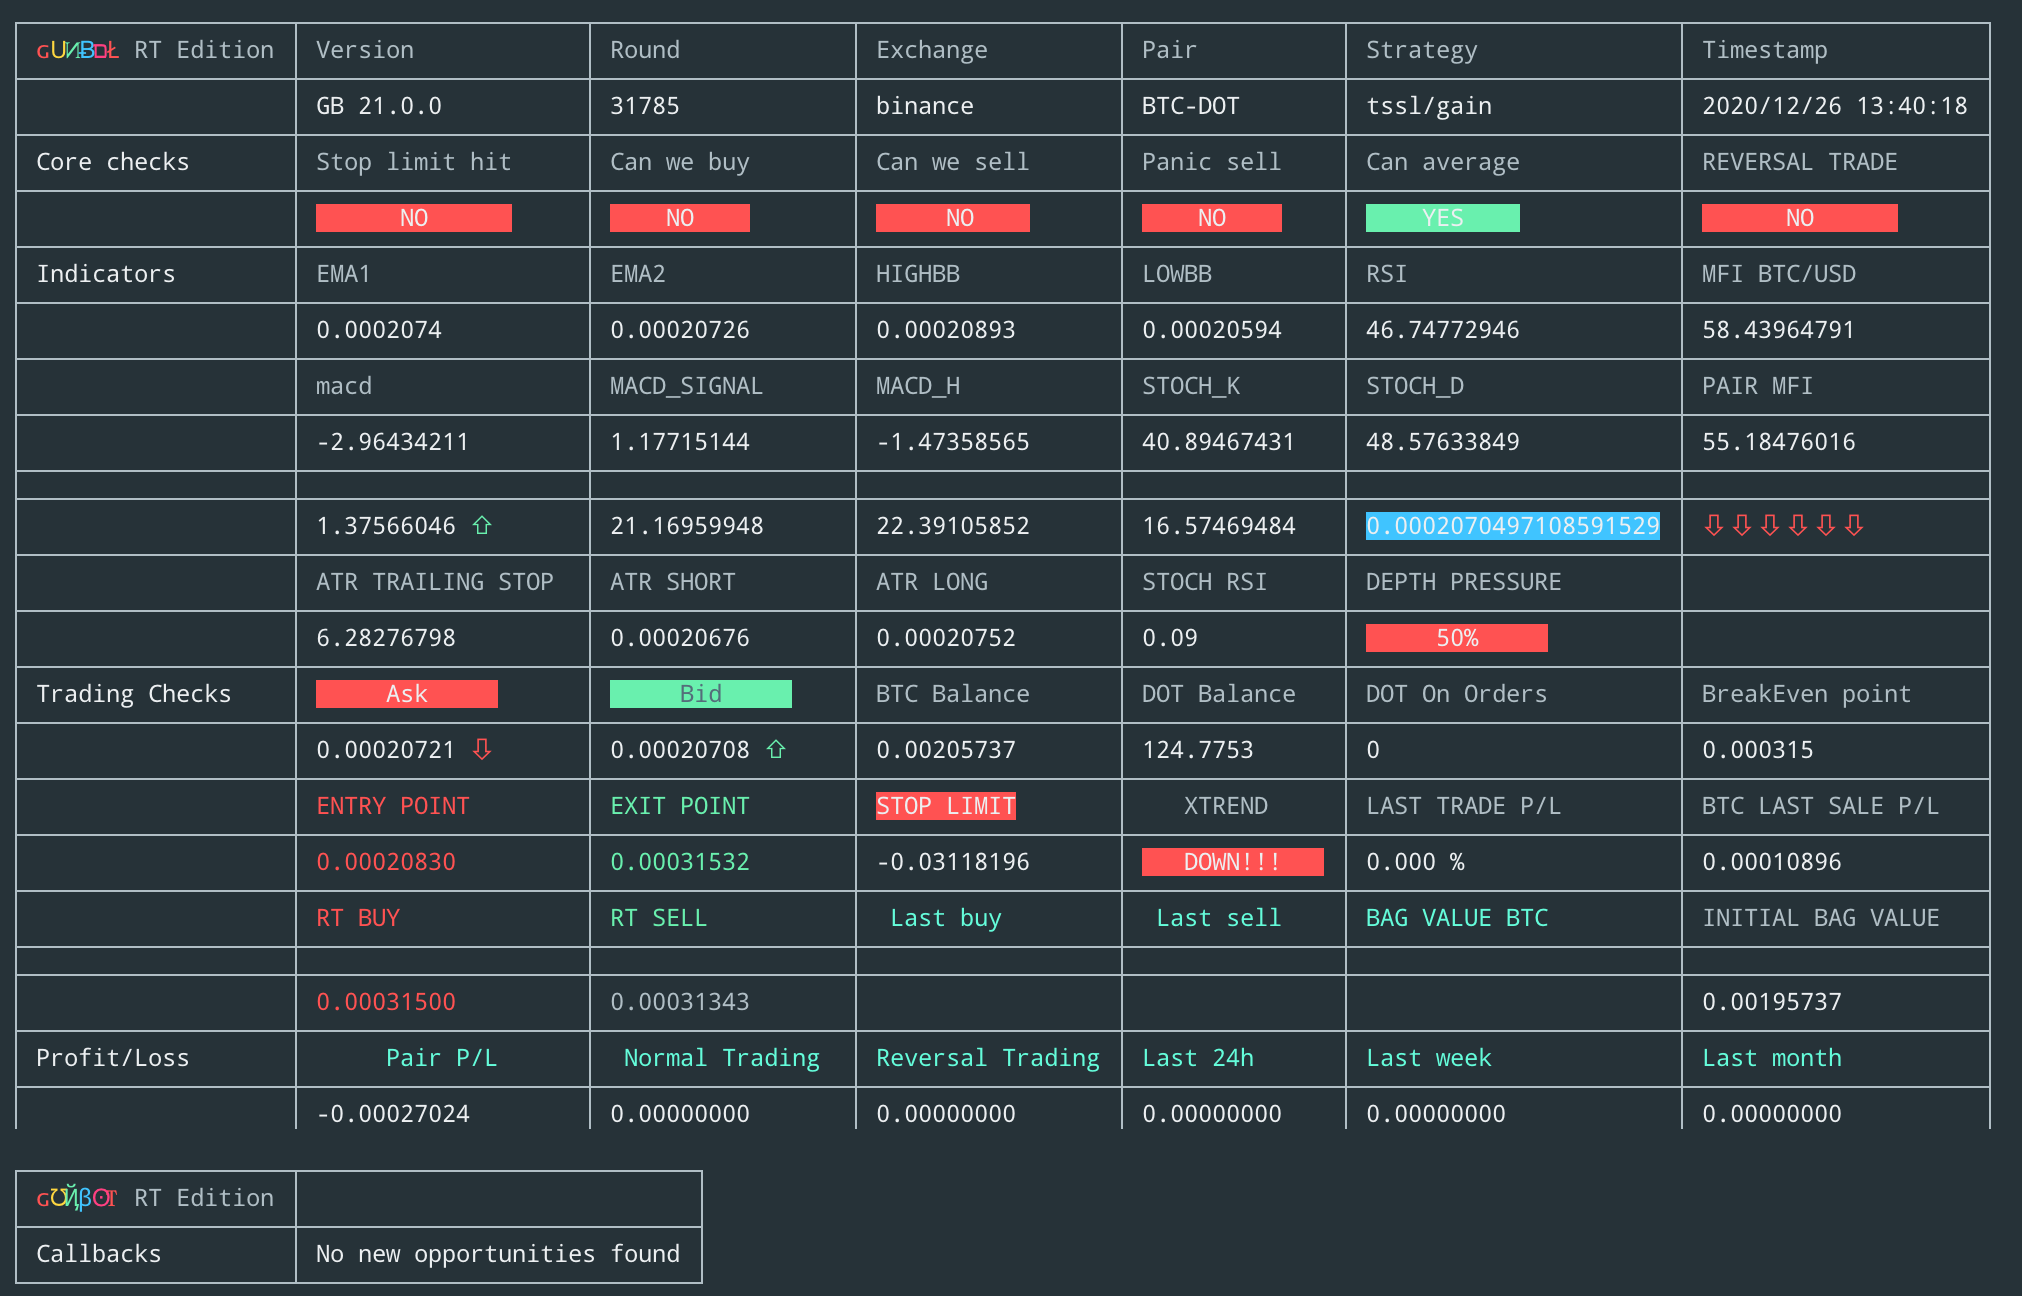 GUNBOT RT Edition Version Round Exchange Pair Strategy Timestamp
GB 21.0.0 31785 binance BTC-DOT tssl/gain 2020/12/26 13:40:18
Core checks Stop limit hit Can we buy Can we sell Panic sell Can average REVERSAL TRADE
NO NO NO NO YES NO
Indicators EMA1 EMA2 HIGHBB LOWBB RSI MFI BTC/USD
0.0002074 0.00020726 0.00020893 0.00020594 46.74772946 58.43964791
macd MACD_SIGNAL MACD_H STOCH_K STOCH_D PAIR MFI
-2.96434211 1.17715144 -1.47358565 40.89467431 48.57633849 55.18476016
1.37566046 ⇧ 21.16959948 22.39105852 16.57469484 0.0002070497108591529 ⇩ ⇩ ⇩ ⇩ ⇩ ⇩
ATR TRAILING STOP ATR SHORT ATR LONG STOCH RSI DEPTH PRESSURE
6.28276798 0.00020676 0.00020752 0.09 50%
Trading Checks Ask Bid BTC Balance DOT Balance DOT On Orders BreakEven point
0.00020721 ⇩ 0.00020708 ⇧ 0.00205737 124.7753 0 0.000315
ENTRY POINT EXIT POINT STOP LIMIT XTREND LAST TRADE P/L BTC LAST SALE P/L
0.00020830 0.00031532 -0.03118196 DOWN!!! 0.000 % 0.00010896
RT BUY RT SELL Last buy Last sell BAG VALUE BTC INITIAL BAG VALUE
0.00031500 0.00031343 0.00195737
Profit/Loss Pair P/L Normal Trading Reversal Trading Last 24h Last week Last month
-0.00027024 0.00000000 0.00000000 0.00000000 0.00000000 0.00000000
GUNBOT RT Edition
Callbacks No new opportunities found